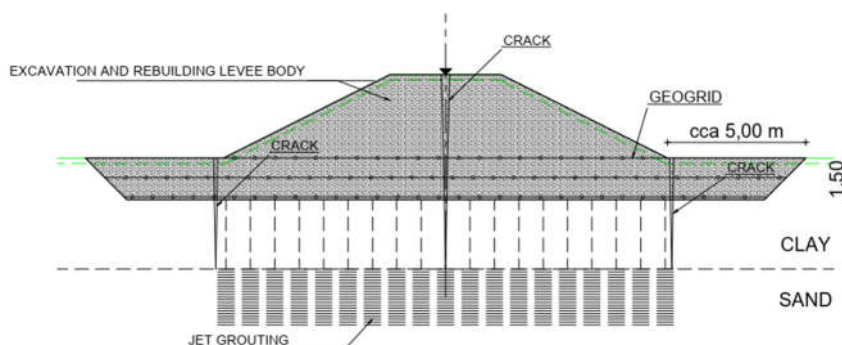 CRACK
EXCAVATION AND REBUILDING LEVEE BODY
GEOGRID
cca 5,00 m
CRACK
CRACK
1.50
CLAY
SAND
JET GROUTING